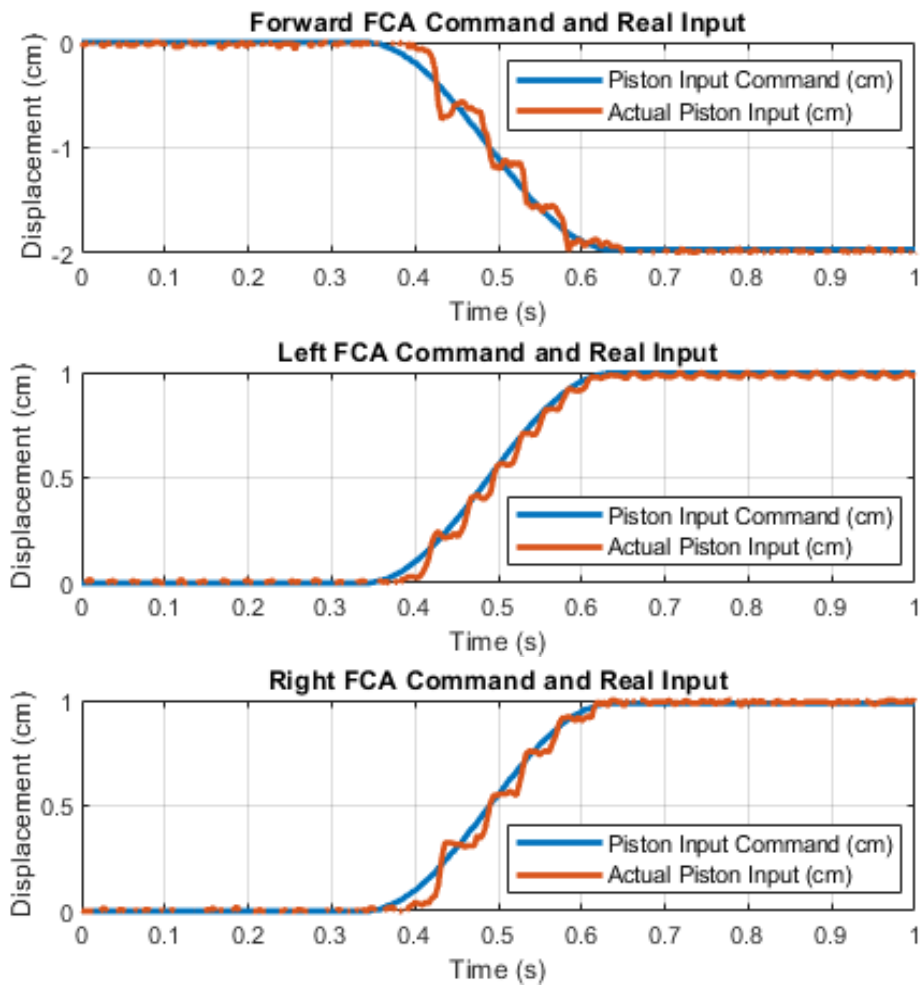 Forward FCA Command and Real Input
0
Piston Input Command (cm)
Actual Piston Input (cm)
-1
-2
Displacement (cm)
0 0.1 0.2 0.3 0.4 0.5 0.6 0.7 0.8 0.9 1
Time (s)
Left FCA Command and Real Input
1
0.5
Piston Input Command (cm)
Actual Piston Input (cm)
0
Displacement (cm)
0 0.1 0.2 0.3 0.4 0.5 0.6 0.7 0.8 0.9 1
Time (s)
Right FCA Command and Real Input
1
0.5
Piston Input Command (cm)
Actual Piston Input (cm)
0
Displacement (cm)
0 0.1 0.2 0.3 0.4 0.5 0.6 0.7 0.8 0.9 1
Time (s)